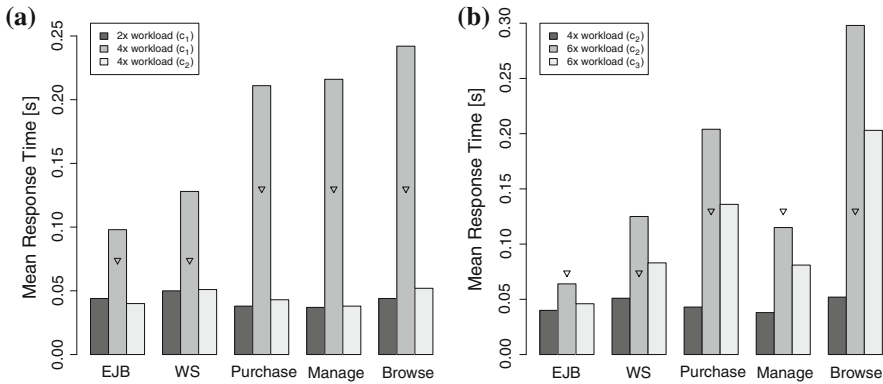 (a)
2x workload (c1)
4x workload (c1)
4x workload (c2)
Mean Response Time [s]
0.25
0.20
0.15
0.10
0.05
0.00
EJB WS Purchase Manage Browse
(b)
4x workload (c2)
6x workload (c2)
6x workload (c3)
Mean Response Time [s]
0.30
0.25
0.20
0.15
0.10
0.05
0.00
EJB WS Purchase Manage Browse